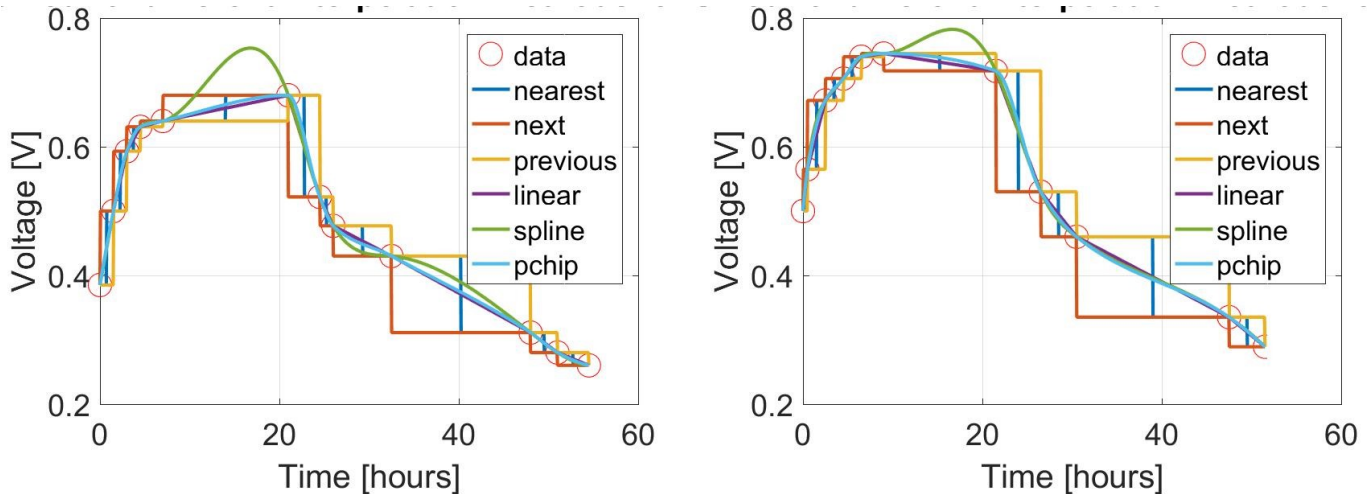 0.8
0.6
0.4
0.2
Voltage [V]
0
20
40
60
Time [hours]
data
nearest
next
previous
linear
spline
pchip
0.8
0.6
0.4
0.2
Voltage [V]
0
20
40
60
Time [hours]
data
nearest
next
previous
linear
spline
pchip